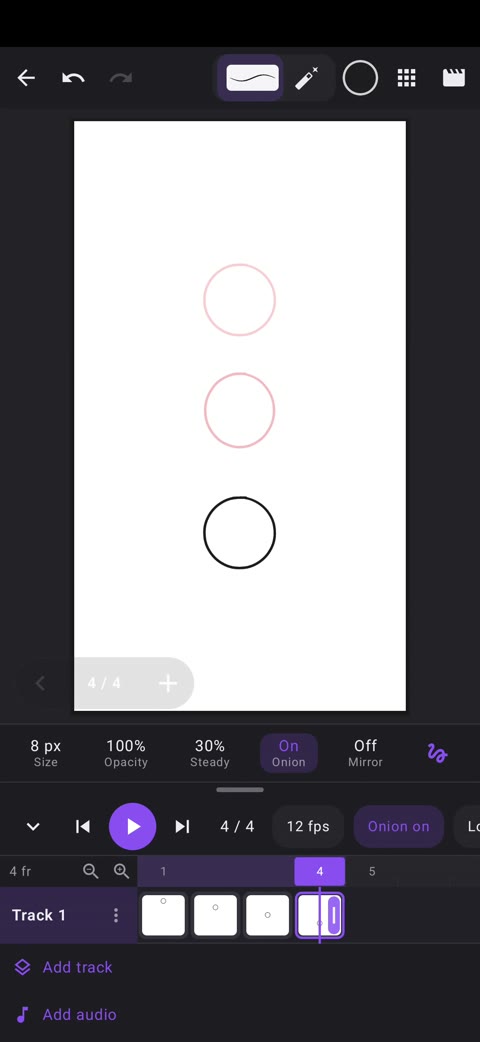 4 / 4
8 px 100% 30% On Off
Size Opacity Steady Onion Mirror
4 / 4 12 fps Onion on Lo
4 fr 1 4 5
Track 1
Add track
Add audio